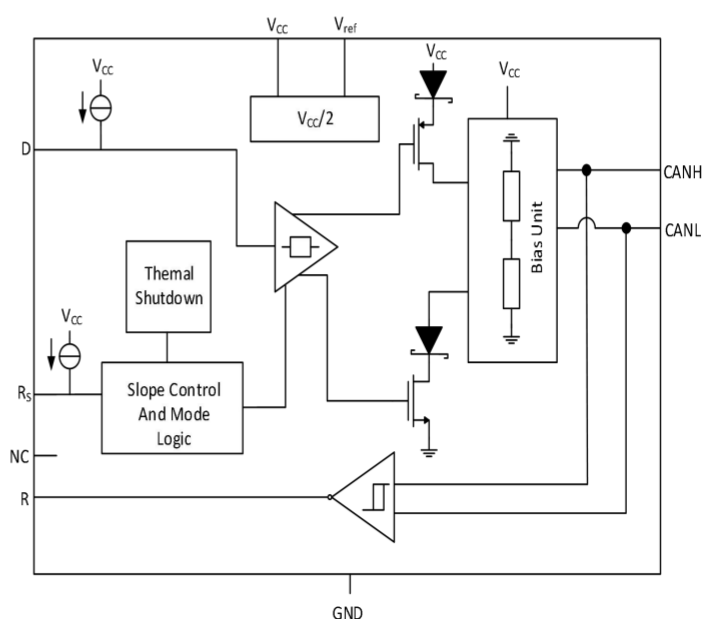 VCC
Vref
VCC
VCC
VCC/2
VCC
D
CANH
CANL
Bias Unit
Themal
Shutdown
VCC
RS
Slope Control
And Mode
Logic
NC
R
GND